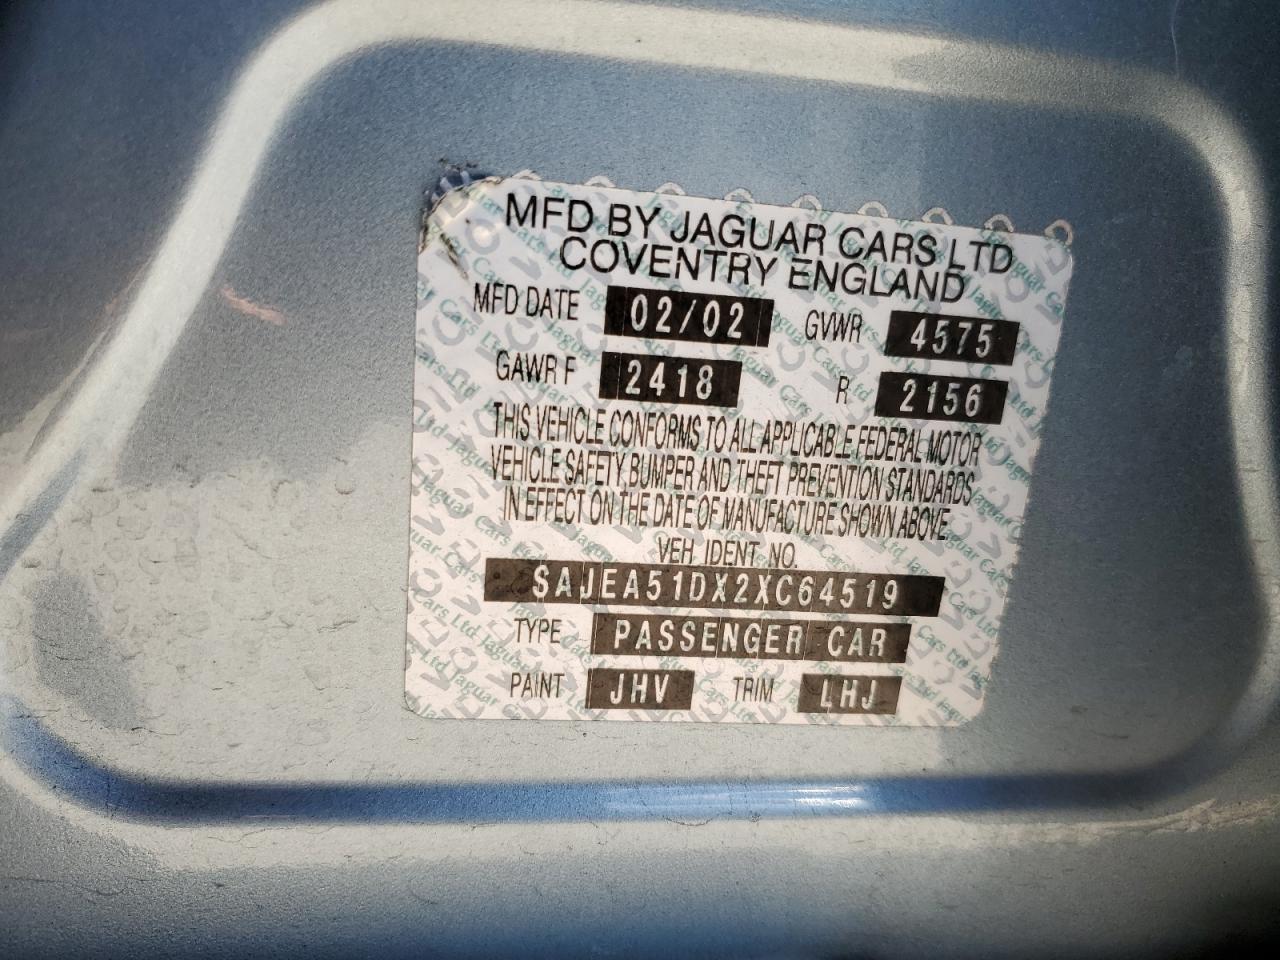 MFD BY JAGUAR CARS LTD
COVENTRY ENGLAND
MFD DATE 02/02 GVWR 4575
GAWR F 2418 R 2156
THIS VEHICLE CONFORMS TO ALL APPLICABLE FEDERAL MOTOR
VEHICLE SAFETY BUMPER AND THEFT PREVENTION STANDARDS
IN EFFECT ON THE DATE OF MANUFACTURE SHOWN ABOVE
VEH IDENT NO.
SAJEA51DX2XC64519
TYPE PASSENGER CAR
PAINT JHV TRIM LHJ